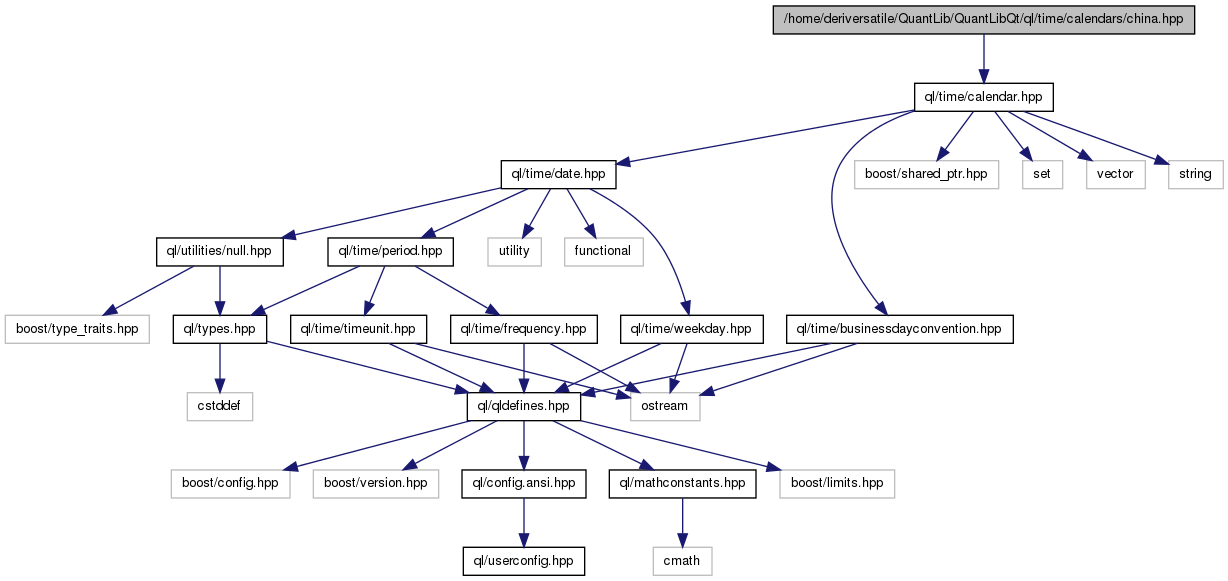 /home/deriversatile/QuantLib/QuantLibQt/ql/time/calendars/china.hpp
ql/time/calendar.hpp
ql/time/date.hpp
boost/shared_ptr.hpp
set
vector
string
ql/utilities/null.hpp
ql/time/period.hpp
utility
functional
boost/type_traits.hpp
ql/types.hpp
ql/time/timeunit.hpp
ql/time/frequency.hpp
ql/time/weekday.hpp
ql/time/businessdayconvention.hpp
cstddef
ql/qldefines.hpp
ostream
boost/config.hpp
boost/version.hpp
ql/config.ansi.hpp
ql/mathconstants.hpp
boost/limits.hpp
ql/userconfig.hpp
cmath